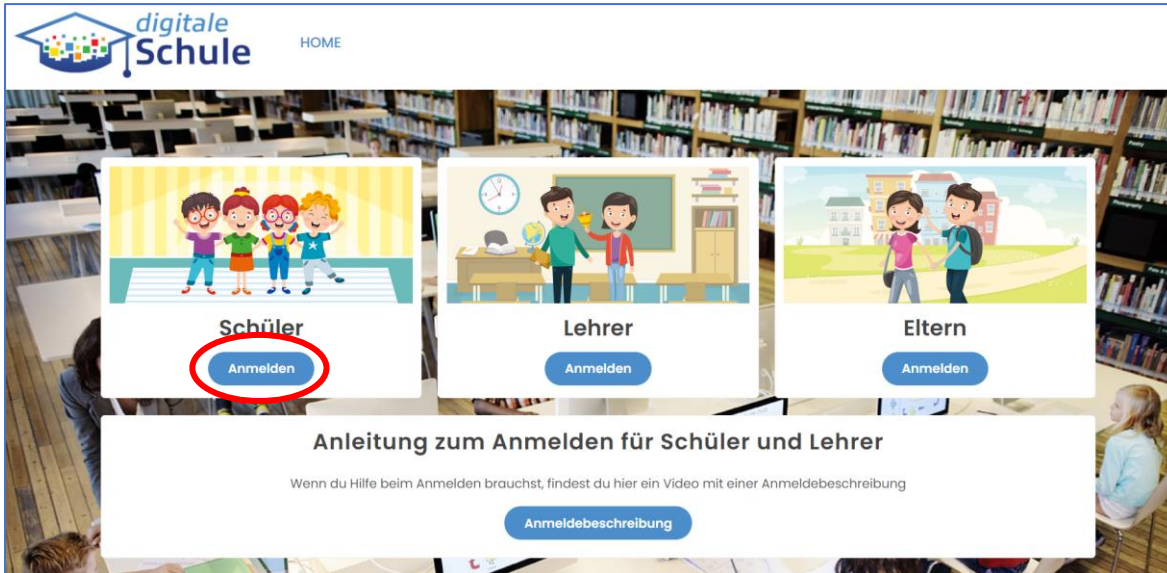 digitale
Schule
HOME
Schüler
Anmelden
Lehrer
Anmelden
Eltern
Anmelden
Anleitung zum Anmelden für Schüler und Lehrer
Wenn du Hilfe beim Anmelden brauchst, findest du hier ein Video mit einer Anmeldebeschreibung
Anmeldebeschreibung